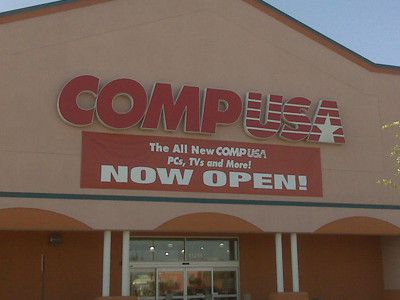 COMPUSA
The All New COMPUSA
PCs, TVs and More!
NOW OPEN!